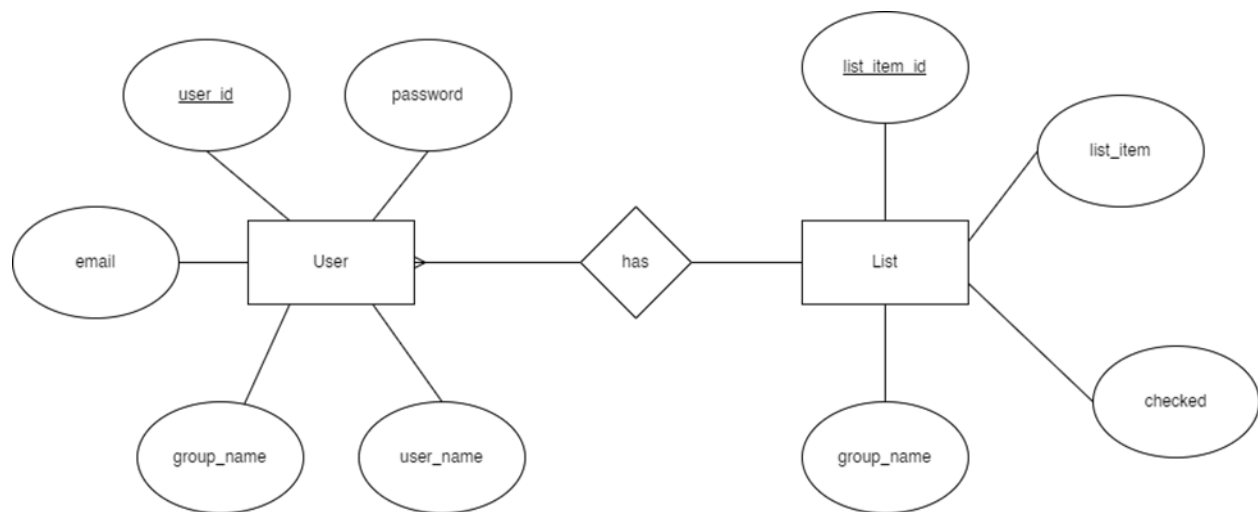 list_item_id
user_id
password
list_item
email
User
has
List
checked
group_name
user_name
group_name